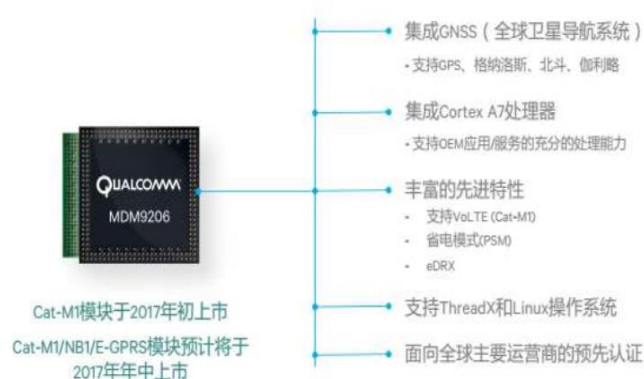 QUALCOMM
MDM9206
Cat-M1模块于2017年初上市
Cat-M1/NB1/E-GPRS模块预计将于
2017年年中上市
集成GNSS（全球卫星导航系统）
- 支持GPS、格纳洛斯、北斗、伽利略
集成Cortex A7处理器
- 支持OEM应用/服务的充分的处理能力
丰富的先进特性
- 支持VoLTE (Cat-M1)
- 省电模式(PSM)
- eDRX
支持ThreadX和Linux操作系统
面向全球主要运营商的预先认证